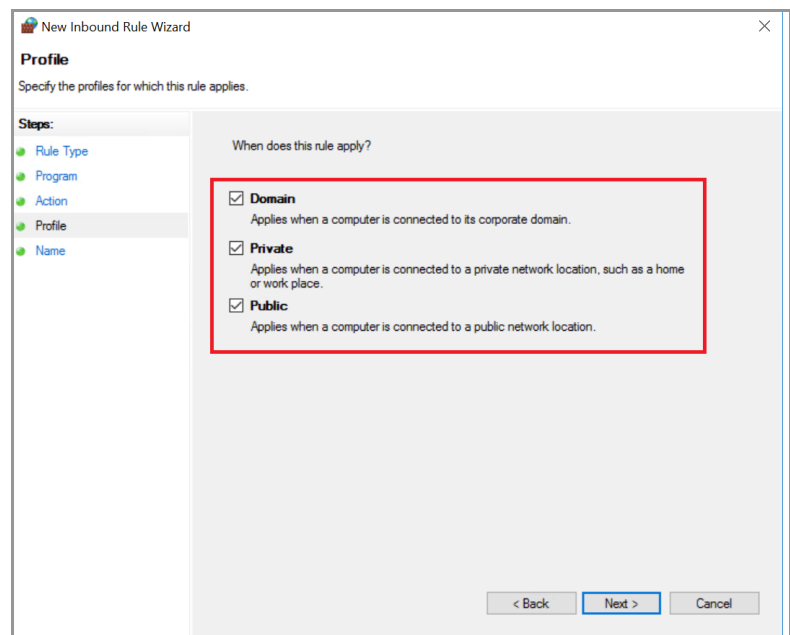 New Inbound Rule Wizard
Profile
Specify the profiles for which this rule applies.
Steps:
Rule Type
Program
Action
Profile
Name
When does this rule apply?
Domain
Applies when a computer is connected to its corporate domain.
Private
Applies when a computer is connected to a private network location, such as a home
or work place.
Public
Applies when a computer is connected to a public network location.
< Back
Next >
Cancel